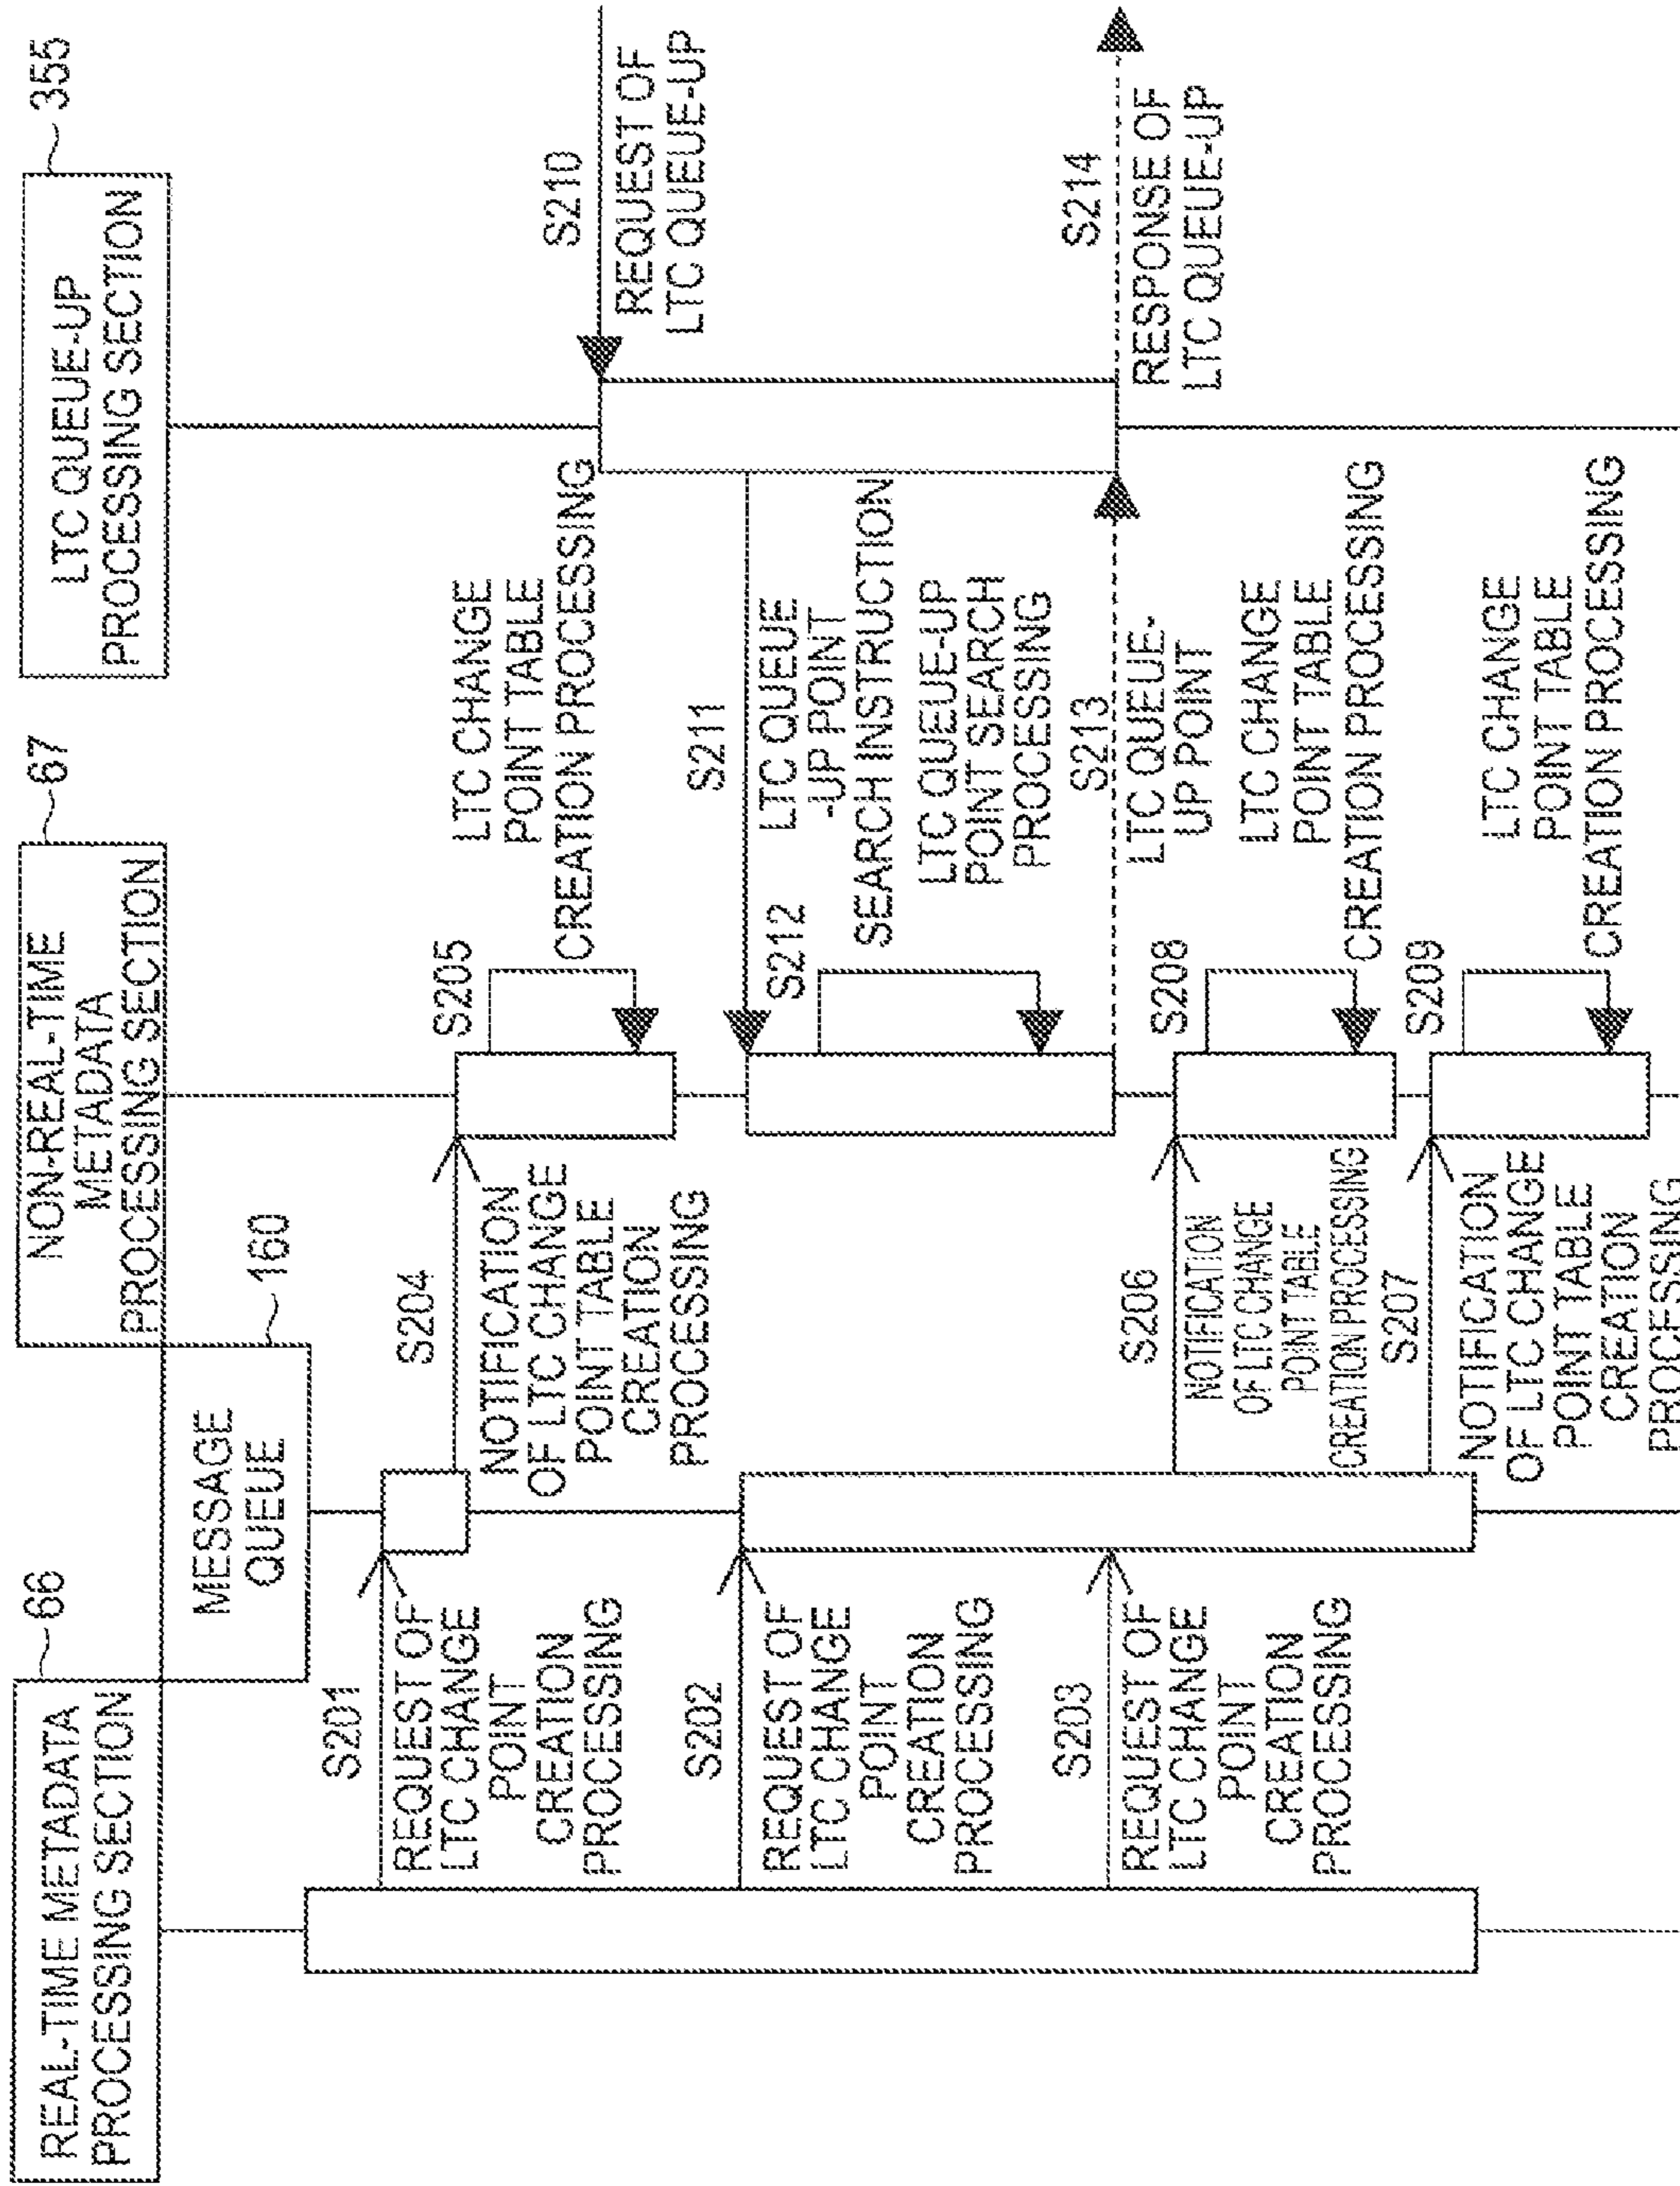 REAL-TIME METADATA
PROCESSING SECTION
66
MESSAGE
QUEUE
160
NON-REAL-TIME
METADATA
PROCESSING SECTION
67
LTC QUEUE-UP
PROCESSING SECTION
355
S201
REQUEST OF
LTC CHANGE
POINT
CREATION
PROCESSING
S204
NOTIFICATION
OF LTC CHANGE
POINT TABLE
CREATION
PROCESSING
S205
LTC CHANGE
POINT TABLE
CREATION PROCESSING
S210
REQUEST OF
LTC QUEUE-UP
S202
REQUEST OF
LTC CHANGE
POINT
CREATION
PROCESSING
S211
LTC QUEUE
-UP POINT
SEARCH INSTRUCTION
S212
LTC QUEUE-UP
POINT SEARCH
PROCESSING
S203
REQUEST OF
LTC CHANGE
POINT
CREATION
PROCESSING
S213
LTC QUEUE-
UP POINT
S214
RESPONSE OF
LTC QUEUE-UP
S206
NOTIFICATION
OF LTC CHANGE
POINT TABLE
CREATION PROCESSING
S208
LTC CHANGE
POINT TABLE
CREATION PROCESSING
S207
NOTIFICATION
OF LTC CHANGE
POINT TABLE
CREATION
PROCESSING
S209
LTC CHANGE
POINT TABLE
CREATION PROCESSING